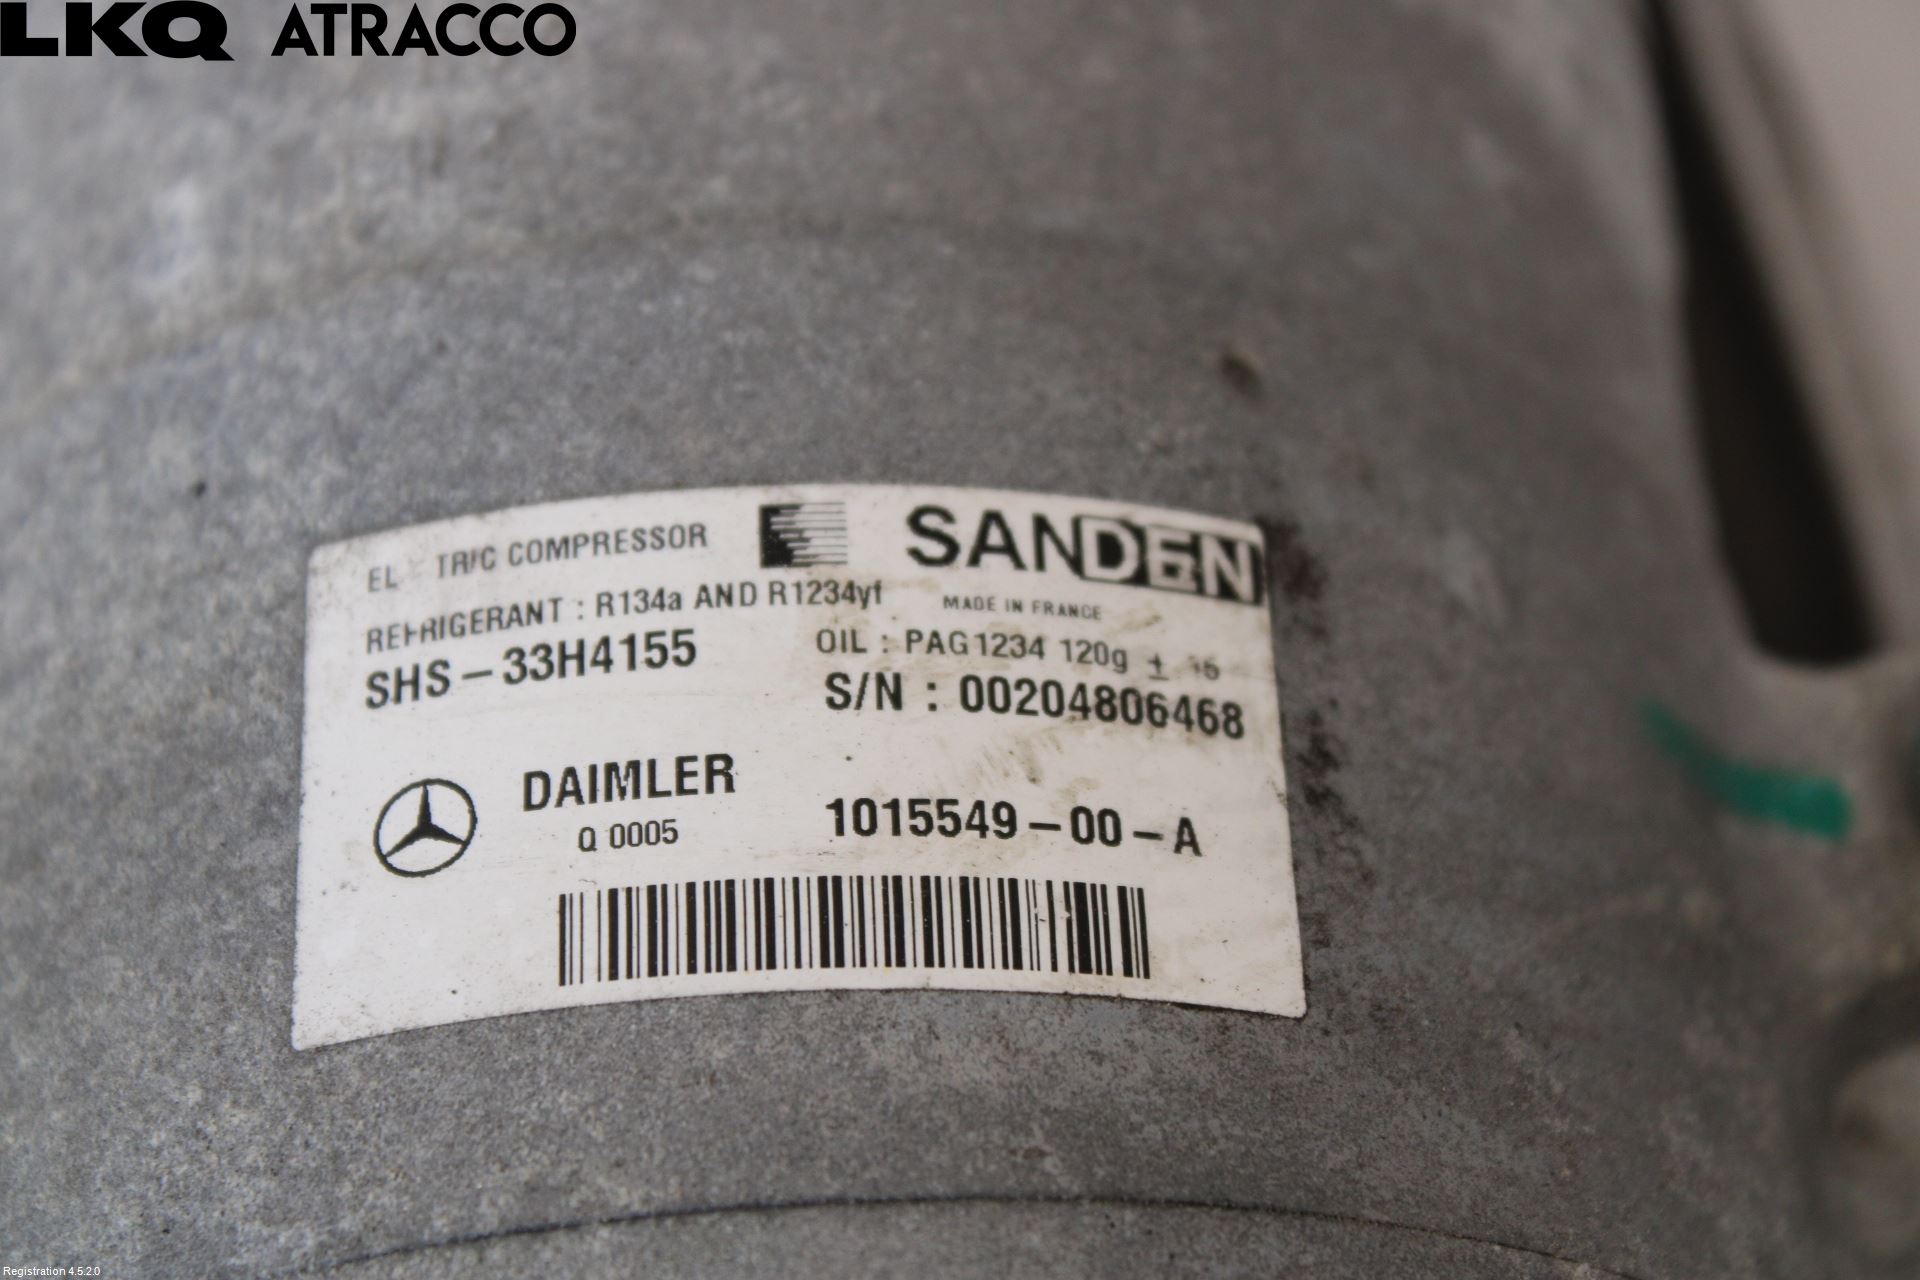 LKQ ATRACCO
EL TRIC COMPRESSOR SANDEN
REFRIGERANT : R134a AND R1234yf MADE IN FRANCE
SHS-33H4155 OIL : PAG1234 120g ±
S/N : 00204806468
DAIMLER
Q 0005 1015549-00-A
Registration 4.5.2.0